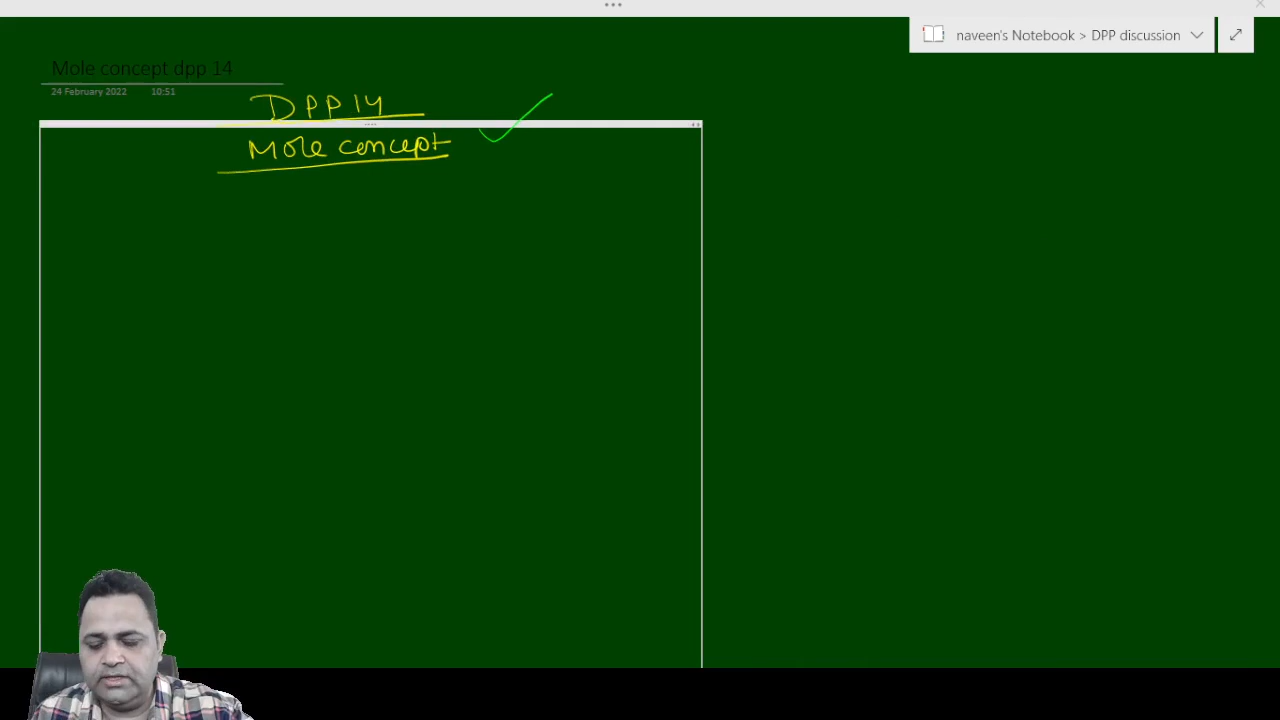 naveen's Notebook > DPP discussion
Mole concept dpp 14
24 February 2022 10:51
DPP 14
Mole concept